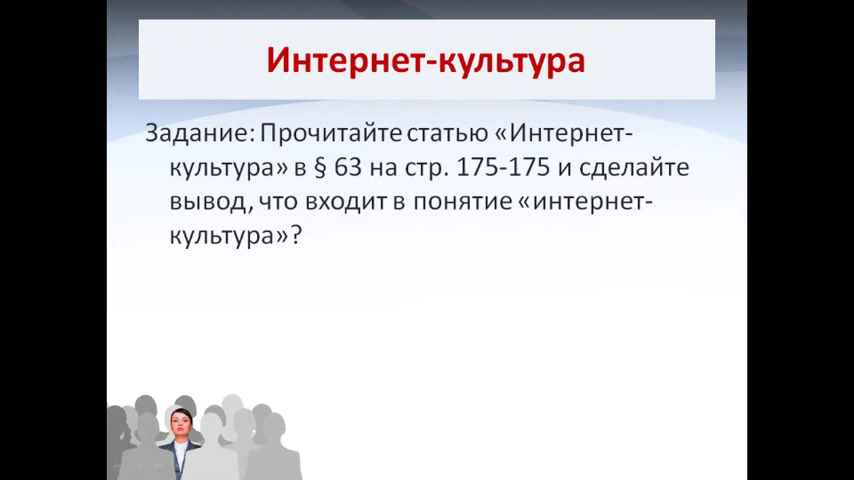 Интернет-культура
Задание: Прочитайте статью «Интернет-
культура» в § 63 на стр. 175-175 и сделайте
вывод, что входит в понятие «интернет-
культура»?